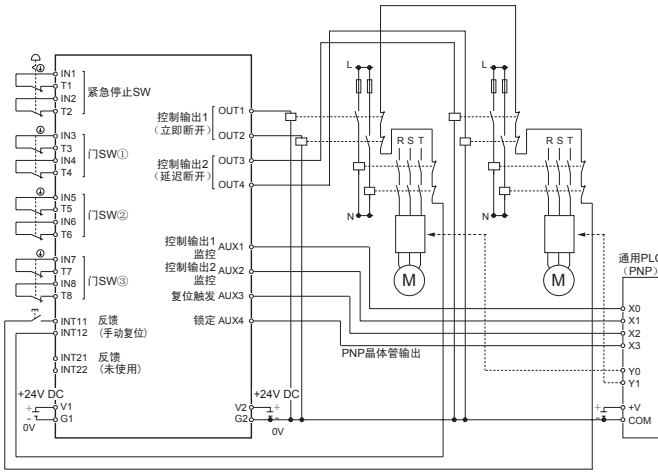 IN1
T1
IN2
T2
紧急停止SW
IN3
T3
IN4
T4
门SW①
IN5
T5
IN6
T6
门SW②
IN7
T7
IN8
T8
门SW③
INT11 反馈
INT12 (手动复位)
INT21 反馈
INT22 (未使用)
+24V DC
+ V1
- G1
0V
控制输出1
（立即断开）
OUT1
OUT2
控制输出2
（延迟断开）
OUT3
OUT4
控制输出1
监控
AUX1
控制输出2
监控
AUX2
复位触发 AUX3
锁定 AUX4
+24V DC
V2 +
G2 -
0V
L
R S T
N
M
L
R S T
N
M
PNP晶体管输出
通用PLC
（PNP）
X0
X1
X2
X3
Y0
Y1
+ +V
- COM